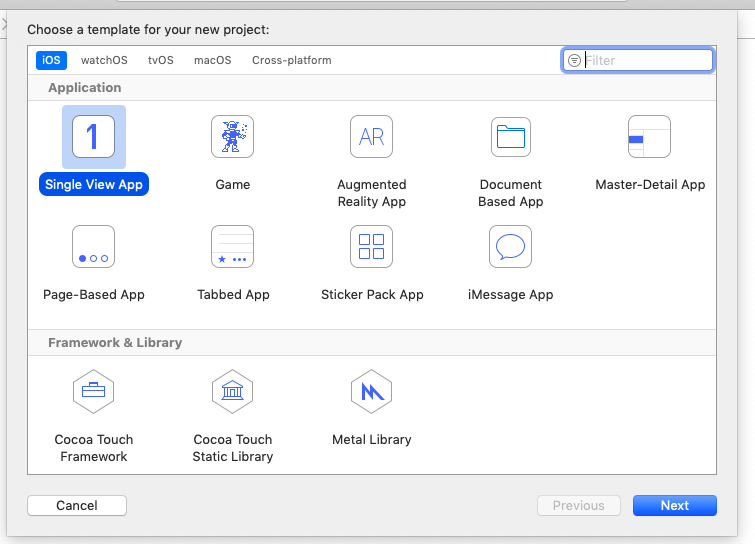 Choose a template for your new project:
iOS watchOS tvOS macOS Cross-platform Filter
Application
1 AR
Single View App Game Augmented Reality App Document Based App Master-Detail App
Page-Based App Tabbed App Sticker Pack App iMessage App
Framework & Library
Cocoa Touch Framework Cocoa Touch Static Library Metal Library
Cancel Previous Next